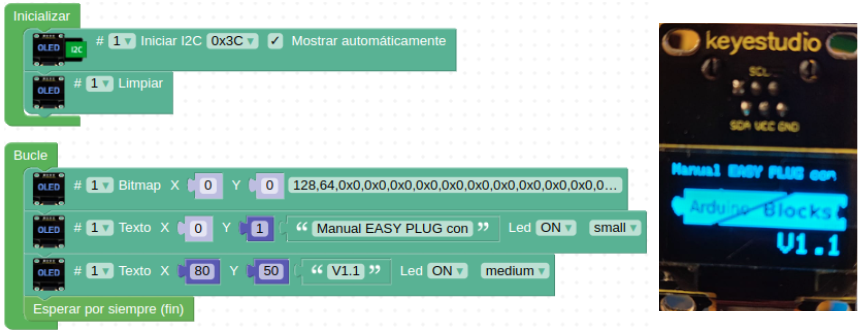 Inicializar
OLED I2C # 1 Iniciar I2C 0x3C ✓ Mostrar automáticamente
OLED # 1 Limpiar
Bucle
OLED # 1 Bitmap X 0 Y 0 128,64,0x0,0x0,0x0,0x0,0x0,0x0,0x0,0x0,0x0,0x0,0...
OLED # 1 Texto X 0 Y 1 “ Manual EASY PLUG con ” Led ON small
OLED # 1 Texto X 80 Y 50 “ V1.1 ” Led ON medium
Esperar por siempre (fin)
keyestudio
SCL
SDA VCC GND
Manual EASY PLUG con
Arduino Blocks
V1.1